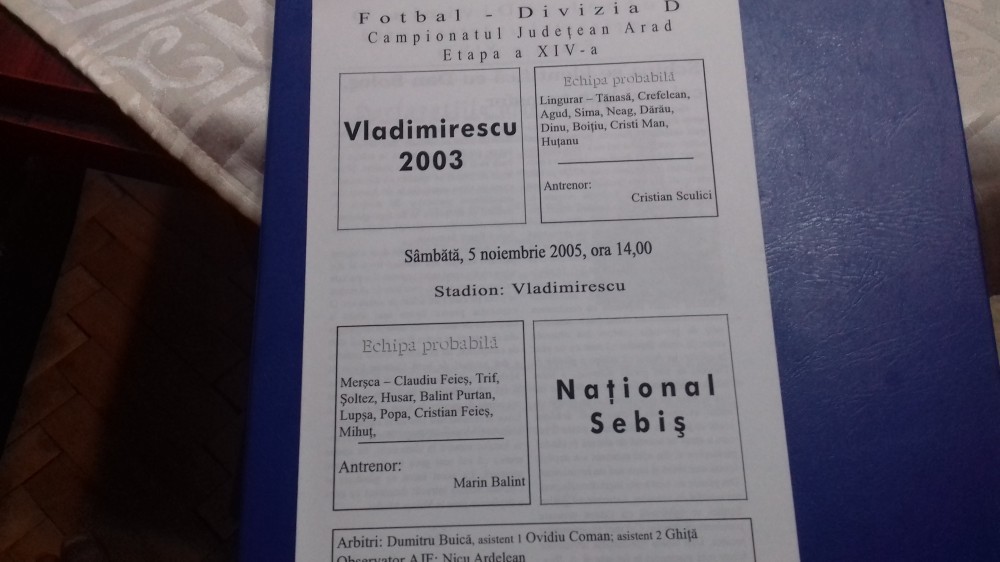 Fotbal - Divizia D
Campionatul Județean Arad
Etapa a XIV-a
Vladimirescu
2003
Echipa probabilă
Lingurar – Tănasă, Crefelean,
Agud, Sima, Neag, Dărău,
Dinu, Boițiu, Cristi Man,
Huțanu
Antrenor:
Cristian Sculici
Sâmbătă, 5 noiembrie 2005, ora 14,00
Stadion: Vladimirescu
Echipa probabilă
Merșca – Claudiu Feieș, Trif,
Șoltez, Husar, Balint Purtan,
Lupșa, Popa, Cristian Feieș,
Mihuț,
Antrenor:
Marin Balint
Național
Sebiș
Arbitri: Dumitru Buică, asistent 1 Ovidiu Coman; asistent 2 Ghiță
Observator AJF: Nicu Ardelean